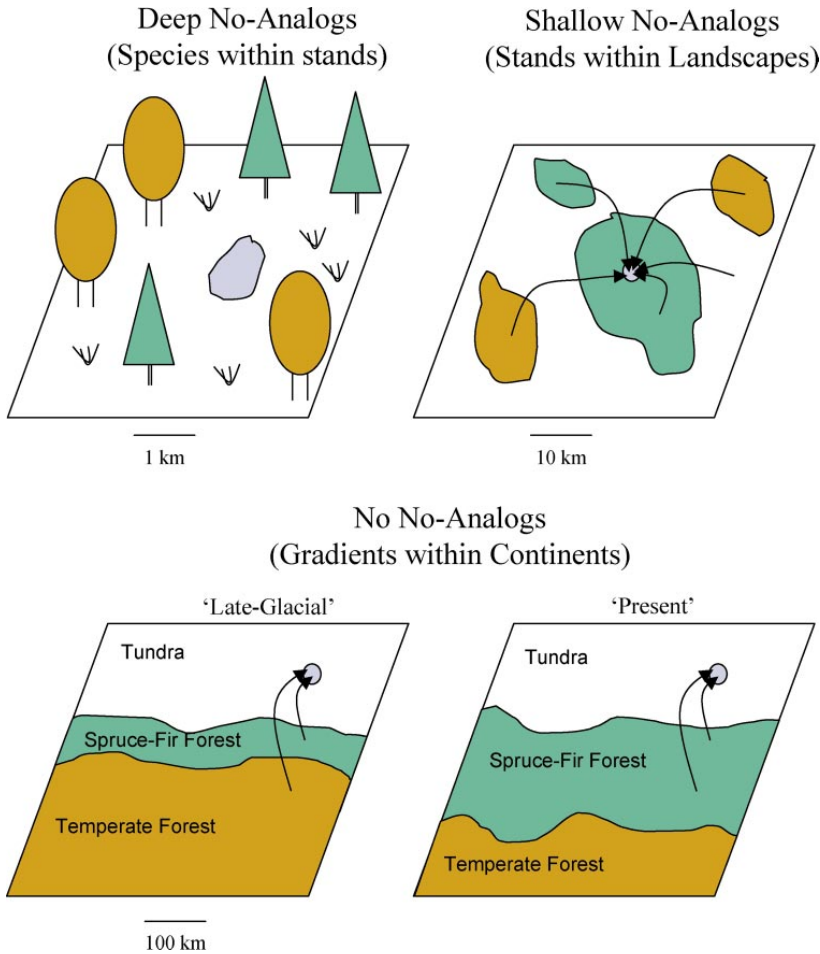 Deep No-Analogs
(Species within stands)
Shallow No-Analogs
(Stands within Landscapes)
1 km
10 km
No No-Analogs
(Gradients within Continents)
‘Late-Glacial’
‘Present’
Tundra
Spruce-Fir Forest
Temperate Forest
Tundra
Spruce-Fir Forest
Temperate Forest
100 km